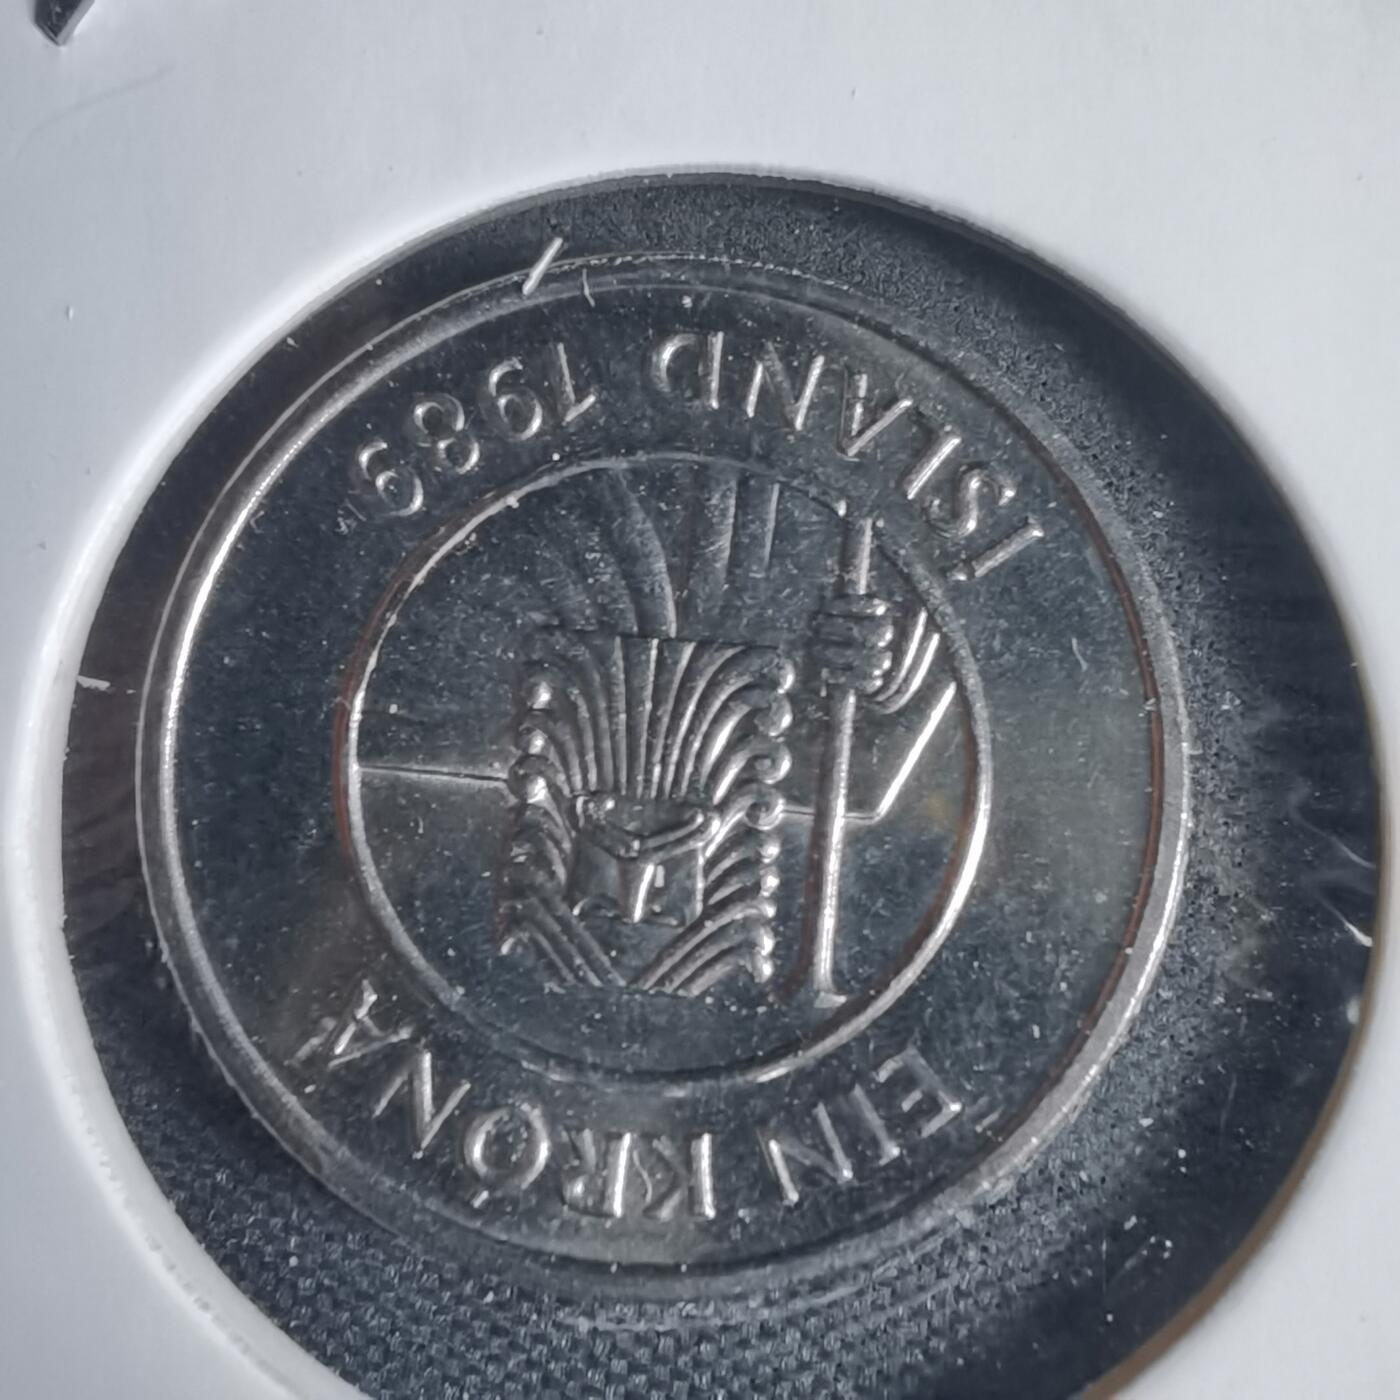 ÍSLAND 1989
EIN KRÓNA